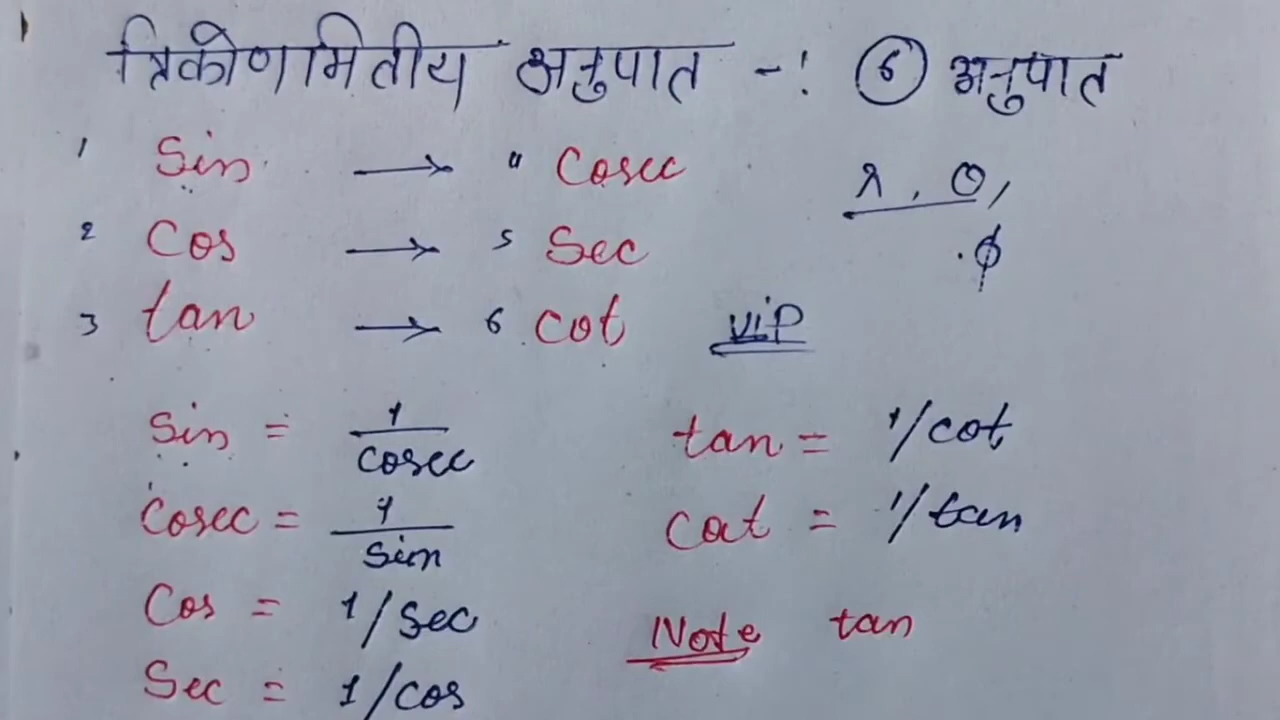 त्रिकोणमितीय अनुपात -: 6 अनुपात
1 Sin → 4 Cosec
2 Cos → 5 Sec
3 tan → 6 cot VIP
θ,
ϕ
Sin = 1/cosec
Cosec = 1/Sin
Cos = 1/Sec
Sec = 1/cos
tan = 1/cot
Cot = 1/tan
Note tan